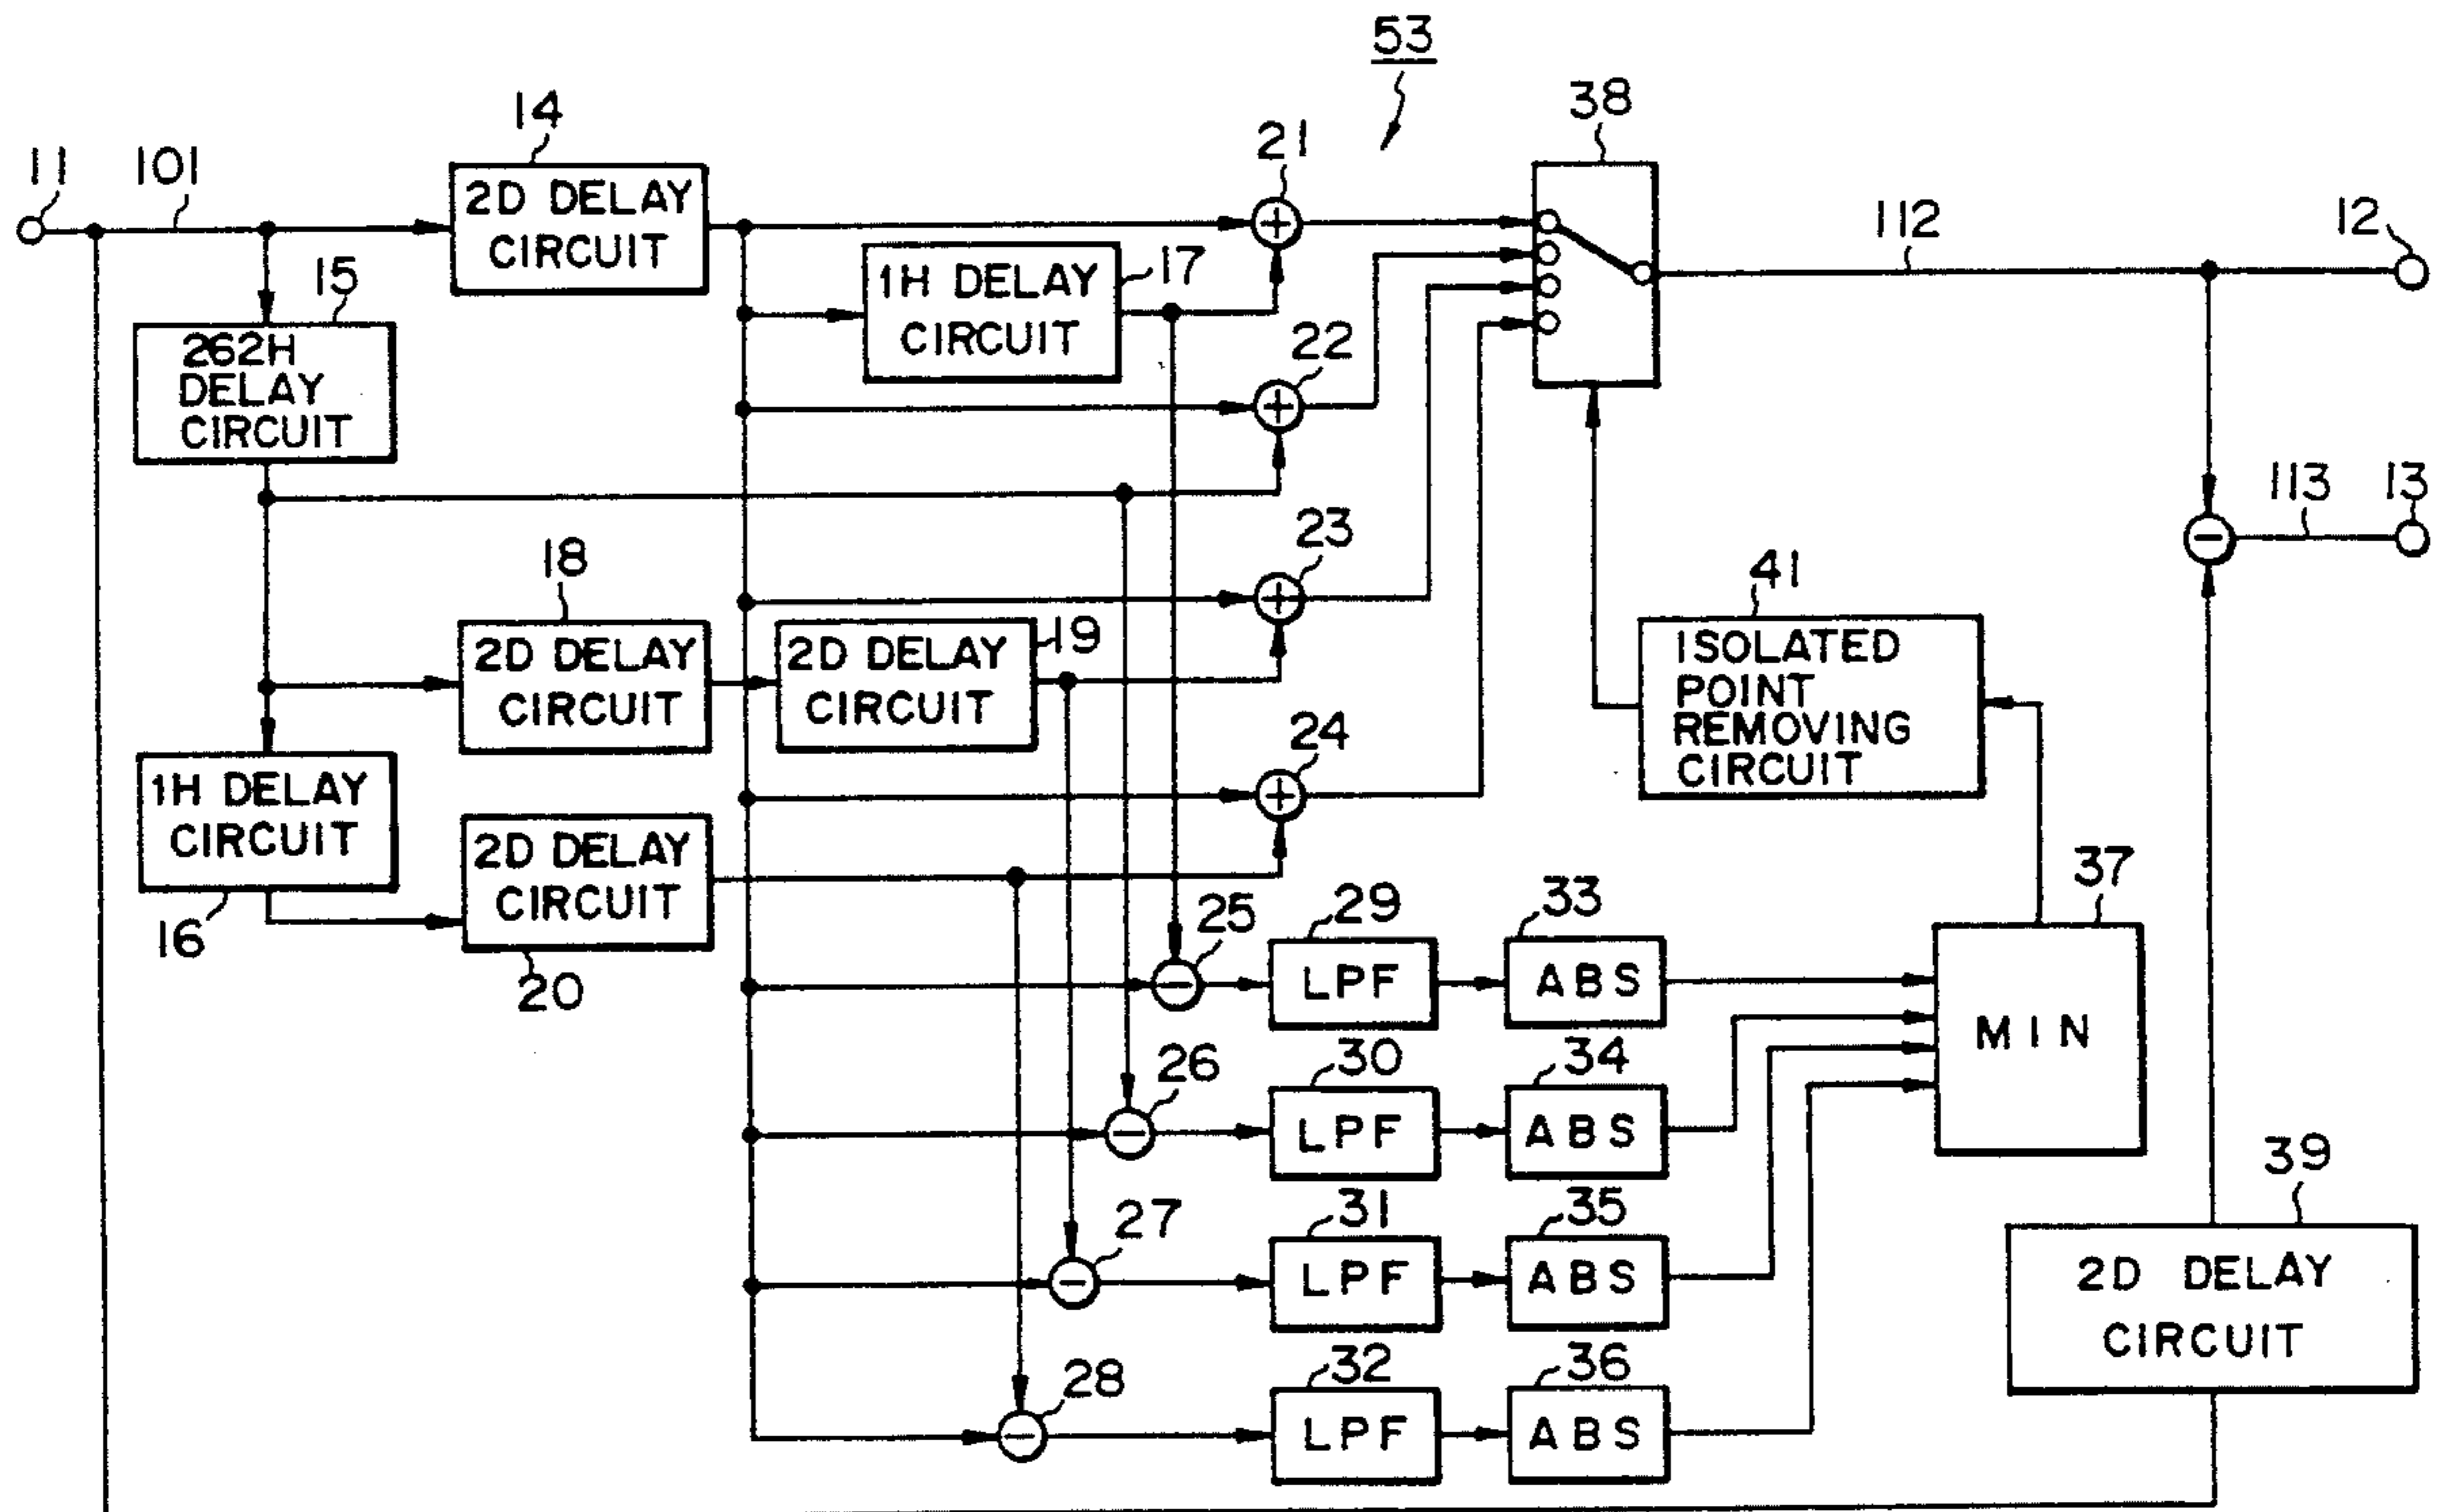 53
11
101
14
2D DELAY
CIRCUIT
21
38
112
12
15
262H
DELAY
CIRCUIT
1H DELAY
CIRCUIT
17
22
113
13
18
2D DELAY
CIRCUIT
19
2D DELAY
CIRCUIT
23
41
ISOLATED
POINT
REMOVING
CIRCUIT
1H DELAY
CIRCUIT
16
2D DELAY
CIRCUIT
20
24
25
29
LPF
33
ABS
37
MIN
26
30
LPF
34
ABS
27
31
LPF
35
ABS
39
2D DELAY
CIRCUIT
28
32
LPF
36
ABS